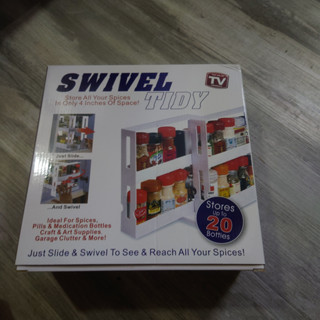 SWIVEL
TIDY
Store All Your Spices
In Only 4 Inches Of Space!
AS SEEN ON
TV
Just Slide...
...And Swivel
Ideal For Spices,
Pills & Medication Bottles
Craft & Art Supplies
Garage Clutter & More!
Stores
up to
20
Bottles
Just Slide & Swivel To See & Reach All Your Spices!